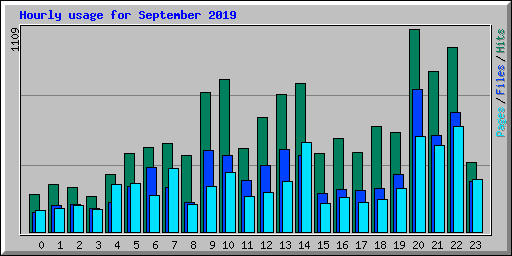 Hourly usage for September 2019
1109
Pages / Files / Hits
0 1 2 3 4 5 6 7 8 9 10 11 12 13 14 15 16 17 18 19 20 21 22 23